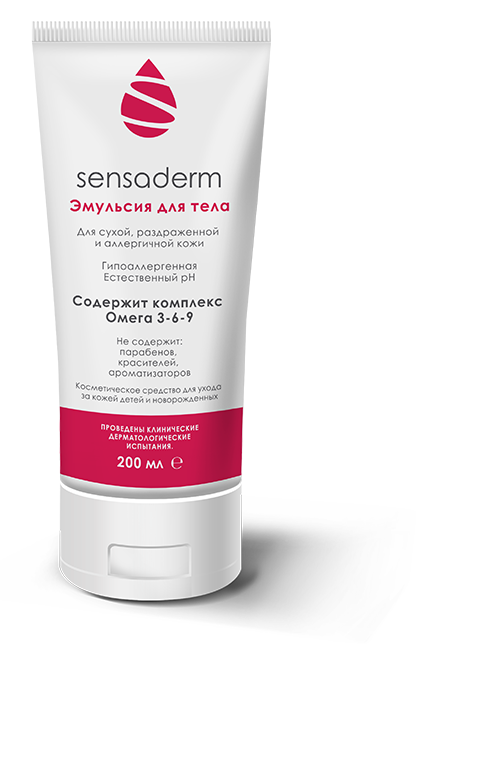 sensaderm
Эмульсия для тела
Для сухой, раздраженной
и аллергичной кожи
Гипоаллергенная
Естественный pH
Содержит комплекс
Омега 3-6-9
Не содержит:
парабенов,
красителей,
ароматизаторов
Косметическое средство для ухода
за кожей детей и новорожденных
ПРОВЕДЕНЫ КЛИНИЧЕСКИЕ
ДЕРМАТОЛОГИЧЕСКИЕ
ИСПЫТАНИЯ.
200 мл ℮